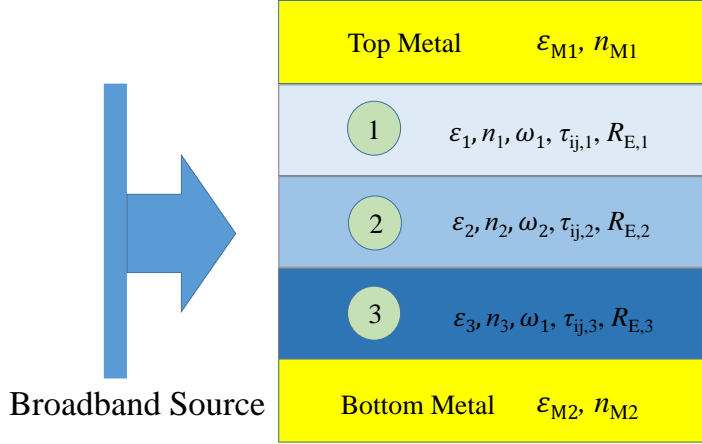 Top Metal ε_M1, n_M1
1 ε_1, n_1, ω_1, τ_ij,1, R_E,1
2 ε_2, n_2, ω_2, τ_ij,2, R_E,2
3 ε_3, n_3, ω_1, τ_ij,3, R_E,3
Broadband Source
Bottom Metal ε_M2, n_M2